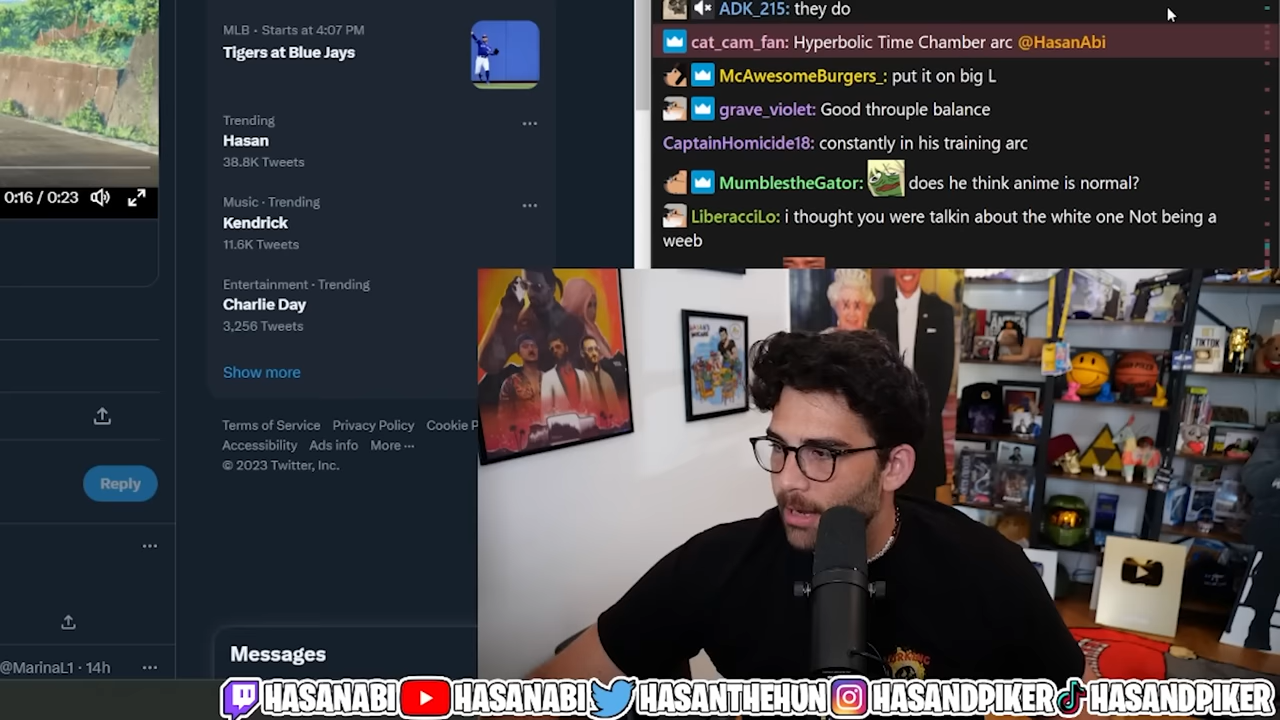 MLB · Starts at 4:07 PM
Tigers at Blue Jays
Trending
Hasan
38.8K Tweets
Music · Trending
Kendrick
11.6K Tweets
Entertainment · Trending
Charlie Day
3,256 Tweets
Show more
Terms of Service Privacy Policy Cookie P
Accessibility Ads info More ···
© 2023 Twitter, Inc.
0:16 / 0:23
Reply
@MarinaL1 · 14h
Messages
ADK_215: they do
cat_cam_fan: Hyperbolic Time Chamber arc @HasanAbi
McAwesomeBurgers_: put it on big L
grave_violet: Good throuple balance
CaptainHomicide18: constantly in his training arc
MumblestheGator: does he think anime is normal?
LiberacciLo: i thought you were talkin about the white one Not being a
weeb
TIKTOK
HASANABI HASANABI HASANTHEHUN HASANDPIKER HASANDPIKER